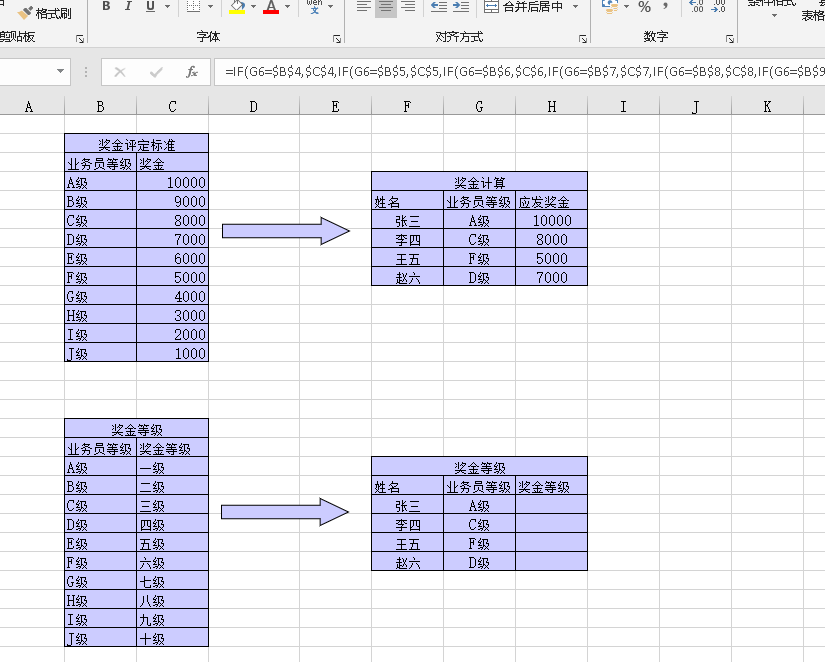 格式刷 B I U A wén 文 合并后居中 % , .00 条件格式 表格
剪贴板 字体 对齐方式 数字
fx =IF(G6=$B$4,$C$4,IF(G6=$B$5,$C$5,IF(G6=$B$6,$C$6,IF(G6=$B$7,$C$7,IF(G6=$B$8,$C$8,IF(G6=$B$9
A B C D E F G H I J K
奖金评定标准
业务员等级 奖金
A级 10000
B级 9000
C级 8000
D级 7000
E级 6000
F级 5000
G级 4000
H级 3000
I级 2000
J级 1000
奖金计算
姓名 业务员等级 应发奖金
张三 A级 10000
李四 C级 8000
王五 F级 5000
赵六 D级 7000
奖金等级
业务员等级 奖金等级
A级 一级
B级 二级
C级 三级
D级 四级
E级 五级
F级 六级
G级 七级
H级 八级
I级 九级
J级 十级
奖金等级
姓名 业务员等级 奖金等级
张三 A级
李四 C级
王五 F级
赵六 D级